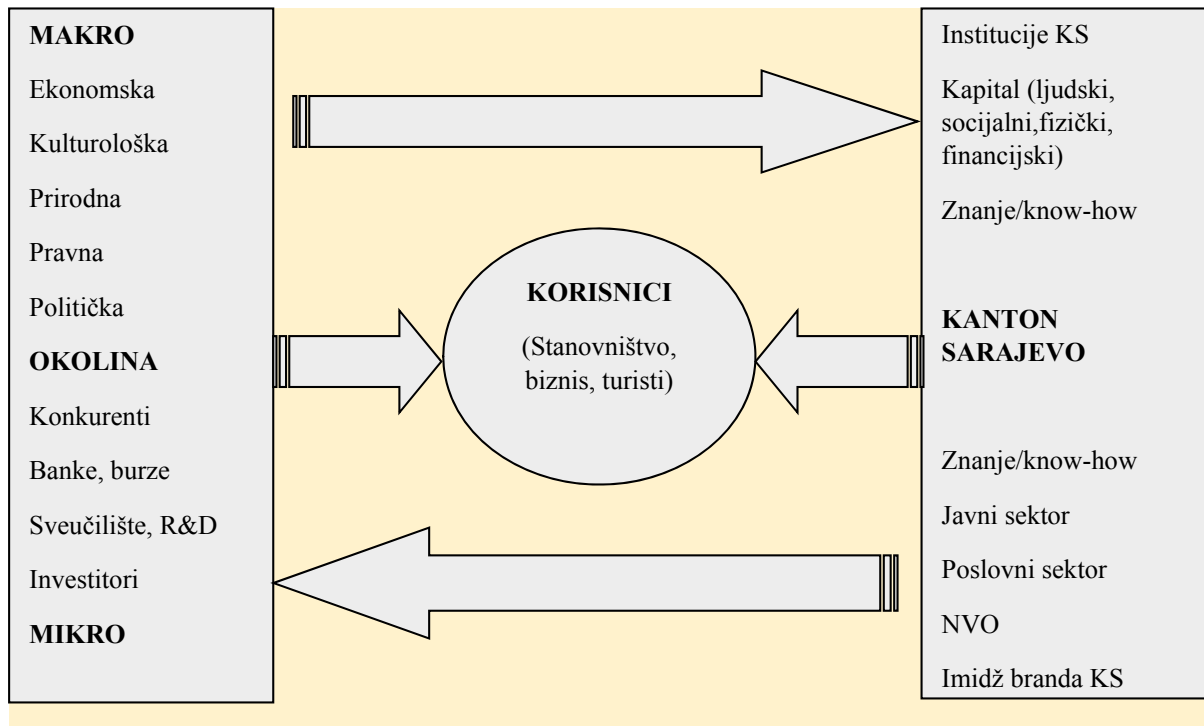 MAKRO
Ekonomska
Kulturološka
Prirodna
Pravna
Politička
OKOLINA
Konkurenti
Banke, burze
Sveučilište, R&D
Investitori
MIKRO
KORISNICI
(Stanovništvo,
biznis, turisti)
Institucije KS
Kapital (ljudski,
socijalni,fizički,
financijski)
Znanje/know-how
KANTON
SARAJEVO
Znanje/know-how
Javni sektor
Poslovni sektor
NVO
Imidž branda KS